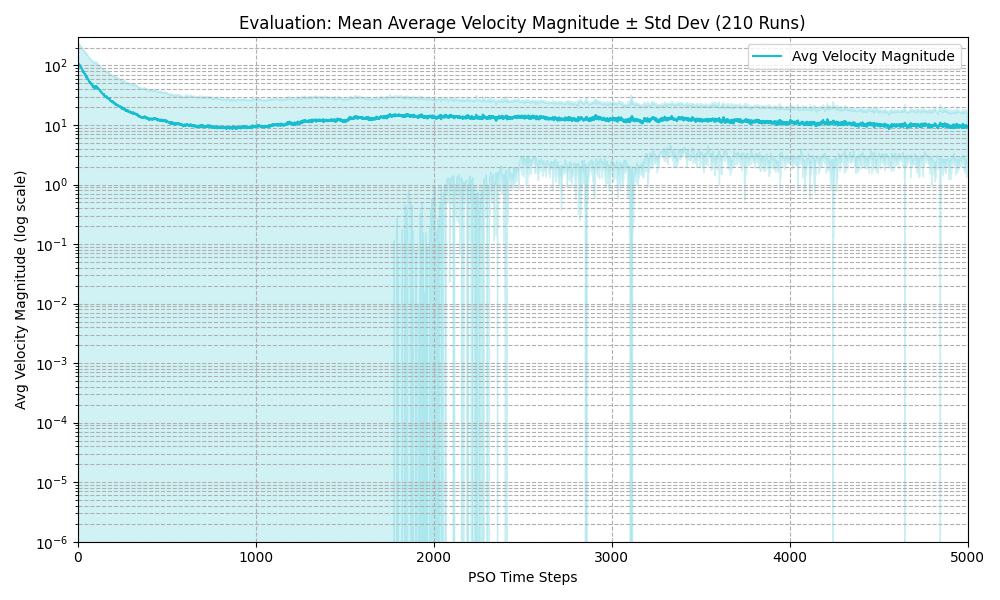 Evaluation: Mean Average Velocity Magnitude ± Std Dev (210 Runs)
Avg Velocity Magnitude
Avg Velocity Magnitude (log scale)
10²
10¹
10⁰
10⁻¹
10⁻²
10⁻³
10⁻⁴
10⁻⁵
10⁻⁶
0 1000 2000 3000 4000 5000
PSO Time Steps